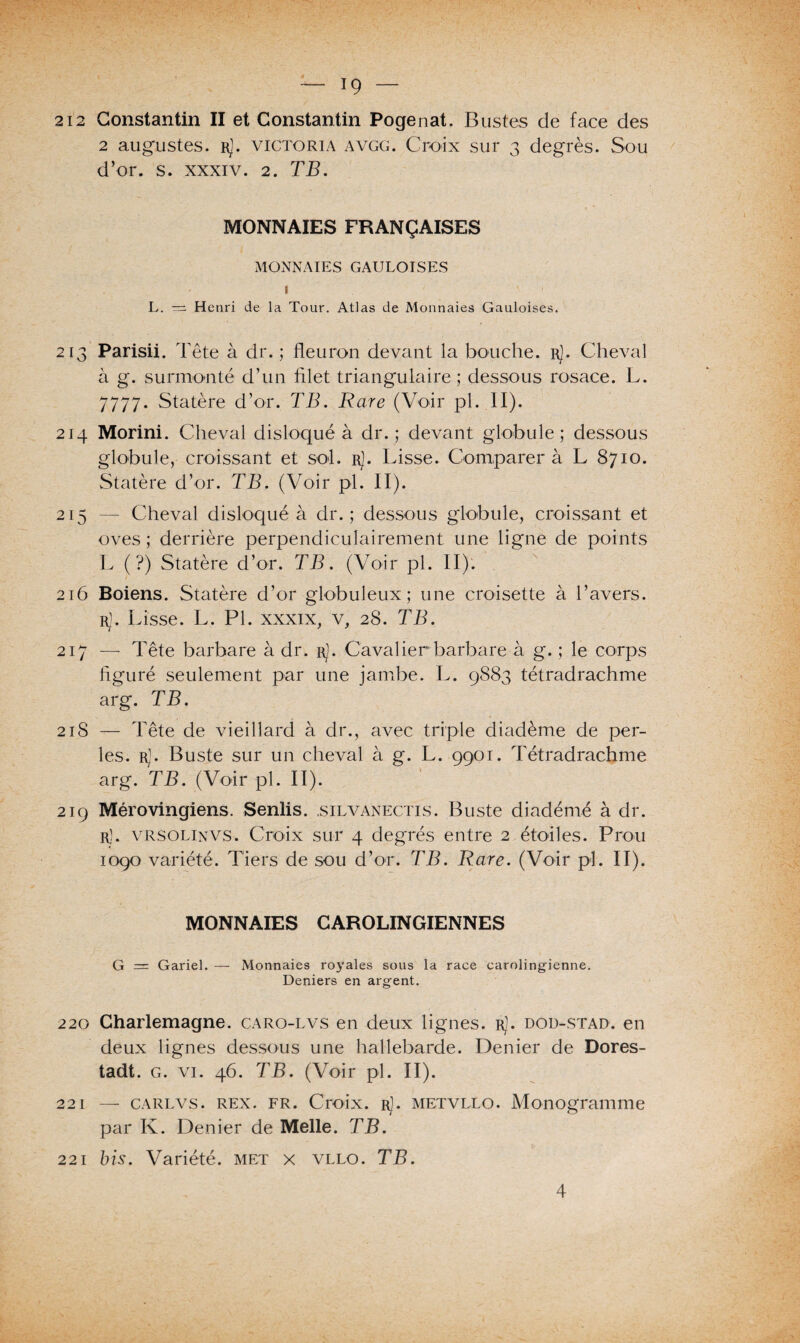 — 19 —
212 Constantin II et Constantin Pogenat. Bustes de face des
2 augustes. ꝶ. VICTORIA AVGG. Croix sur 3 degrès. Sou
d'or. S. XXXIV. 2. TB.
MONNAIES FRANÇAISES
MONNAIES GAULOISES
L. = Henri de la Tour. Atlas de Monnaies Gauloises.
213 Parisii. Tête à dr. ; fleuron devant la bouche. ꝶ. Cheval
à g. surmonté d'un filet triangulaire ; dessous rosace. L.
7777. Statère d'or. TB. Rare (Voir pl. II).
214 Morini. Cheval disloqué à dr. ; devant globule ; dessous
globule, croissant et sol. ꝶ. Lisse. Comparer à L 8710.
Statère d'or. TB. (Voir pl. II).
215 — Cheval disloqué à dr. ; dessous globule, croissant et
oves ; derrière perpendiculairement une ligne de points
L (?) Statère d'or. TB. (Voir pl. II).
216 Boiens. Statère d'or globuleux ; une croisette à l'avers.
ꝶ. Lisse. L. Pl. XXXIX, V, 28. TB.
217 — Tête barbare à dr. ꝶ. Cavalier barbare à g. ; le corps
figuré seulement par une jambe. L. 9883 tétradrachme
arg. TB.
218 — Tête de vieillard à dr., avec triple diadème de per-
les. ꝶ. Buste sur un cheval à g. L. 9901. Tétradrachme
arg. TB. (Voir pl. II).
219 Mérovingiens. Senlis. SILVANECTIS. Buste diadémé à dr.
ꝶ. VRSOLINVS. Croix sur 4 degrés entre 2 étoiles. Prou
1090 variété. Tiers de sou d'or. TB. Rare. (Voir pl. II).
MONNAIES CAROLINGIENNES
G = Gariel. — Monnaies royales sous la race carolingienne.
Deniers en argent.
220 Charlemagne. CARO-LVS en deux lignes. ꝶ. DOD-STAD. en
deux lignes dessous une hallebarde. Denier de Dores-
tadt. G. VI. 46. TB. (Voir pl. II).
221 — CARLVS. REX. FR. Croix. ꝶ. METVLLO. Monogramme
par K. Denier de Melle. TB.
221 bis. Variété. MET X VLLO. TB.
4